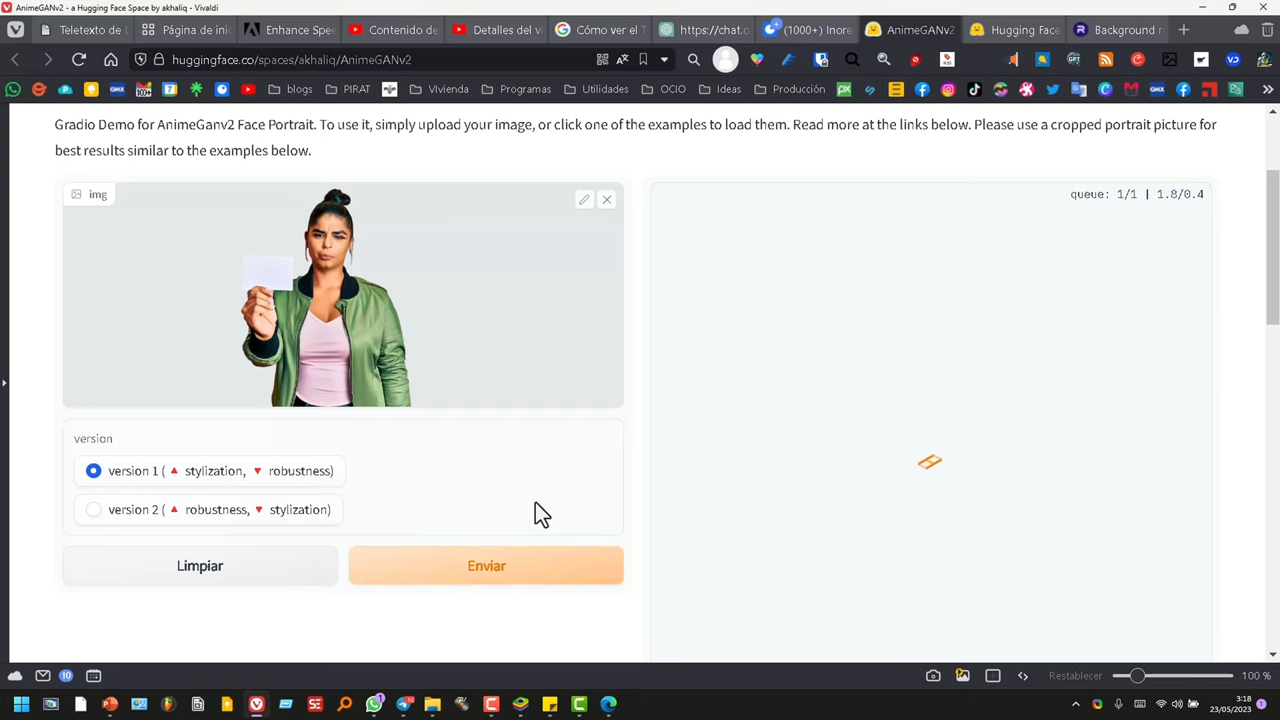 AnimeGANv2 - a Hugging Face Space by akhaliq - Vivaldi
Teletexto de l
Página de inic
Enhance Spee
Contenido de
Detalles del v
Cómo ver el T
https://chat.o
(1000+) Inore
AnimeGANv2
Hugging Face
Background r
huggingface.co/spaces/akhaliq/AnimeGANv2
blogs
PIRAT
VIvienda
Programas
Utilidades
OCIO
Ideas
Producción
Gradio Demo for AnimeGanv2 Face Portrait. To use it, simply upload your image, or click one of the examples to load them. Read more at the links below. Please use a cropped portrait picture for
best results similar to the examples below.
img
queue: 1/1 | 1.8/0.4
version
version 1 (🔺 stylization, 🔻 robustness)
version 2 (🔺 robustness,🔻 stylization)
Limpiar
Enviar
Restablecer
100 %
3:18
23/05/2023